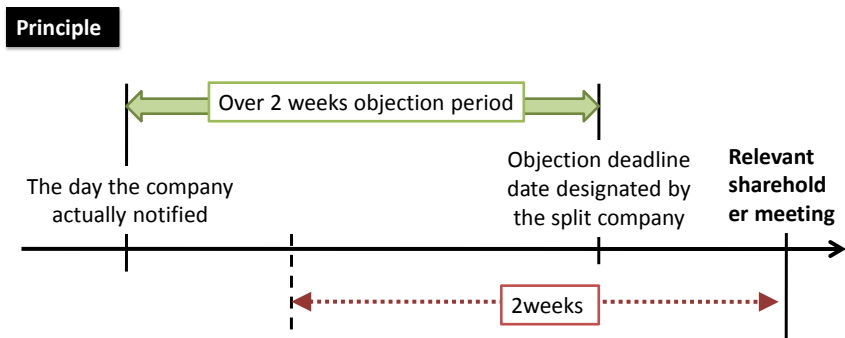 Principle
Over 2 weeks objection period
The day the company
actually notified
Objection deadline
date designated by
the split company
Relevant
sharehold
er meeting
2weeks